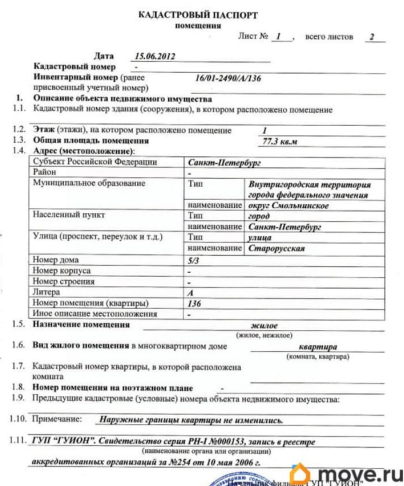 КАДАСТРОВЫЙ ПАСПОРТ
помещения
Лист № 1 , всего листов 2
Дата 15.06.2012
Кадастровый номер -
Инвентарный номер (ранее 16/01-2490/А/136
присвоенный учетный номер)
1. Описание объекта недвижимого имущества
1.1. Кадастровый номер здания (сооружения), в котором расположено помещение
1.2. Этаж (этажи), на котором расположено помещение 1
1.3. Общая площадь помещения 77.3 кв.м
1.4. Адрес (местоположение):
Субъект Российской Федерации Санкт-Петербург
Район -
Муниципальное образование Тип Внутригородская территория
города федерального значения
наименование округ Смольнинское
Населенный пункт Тип город
наименование Санкт-Петербург
Улица (проспект, переулок и т.д.) Тип улица
наименование Старорусская
Номер дома 5/3
Номер корпуса -
Номер строения -
Литера А
Номер помещения (квартиры) 136
Иное описание местоположения -
1.5. Назначение помещения жилое
(жилое, нежилое)
1.6. Вид жилого помещения в многоквартирном доме квартира
(комната, квартира)
1.7. Кадастровый номер квартиры, в которой расположена
комната
1.8. Номер помещения на поэтажном плане -
1.9. Предыдущие кадастровые (условные) номера объекта недвижимого имущества:
1.10. Примечание: Наружные границы квартиры не изменились.
1.11. ГУП "ГУИОН". Свидетельство серия РН-I №000153, запись в реестре
(наименование органа или организации)
аккредитованных организаций за №254 от 10 мая 2006 г.
Начальник филиала ГУП "ГУИОН"
move.ru